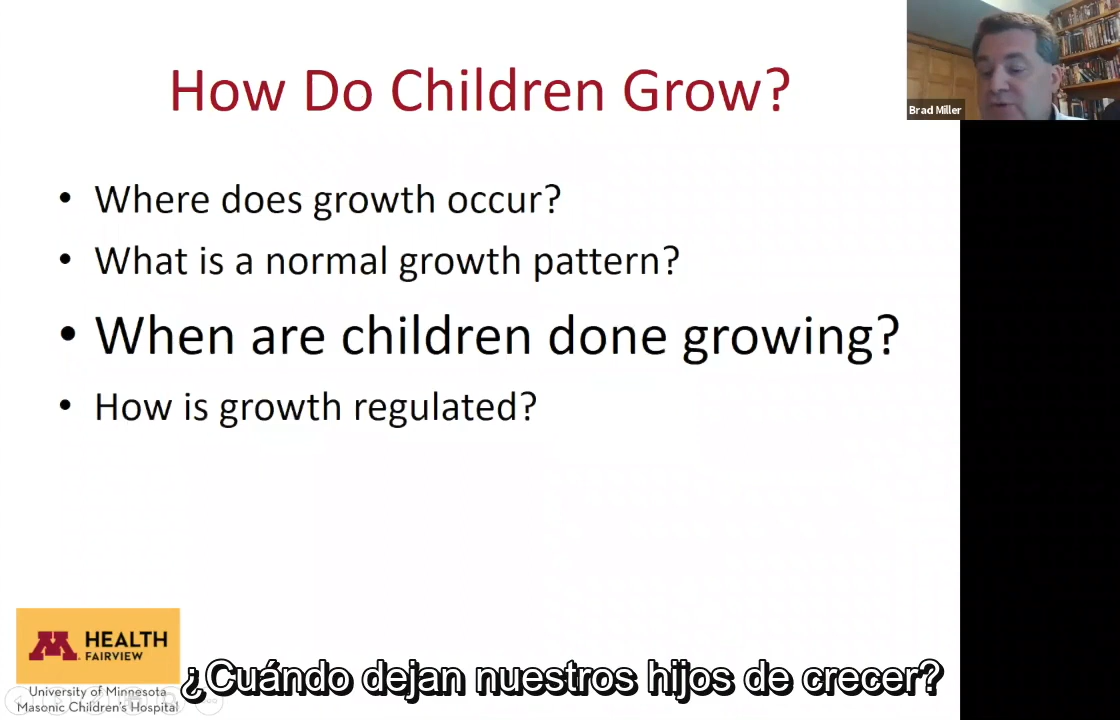 How Do Children Grow?
Brad Miller
• Where does growth occur?
• What is a normal growth pattern?
• When are children done growing?
• How is growth regulated?
M HEALTH
FAIRVIEW
University of Minnesota
Masonic Children's Hospital
¿Cuándo dejan nuestros hijos de crecer?